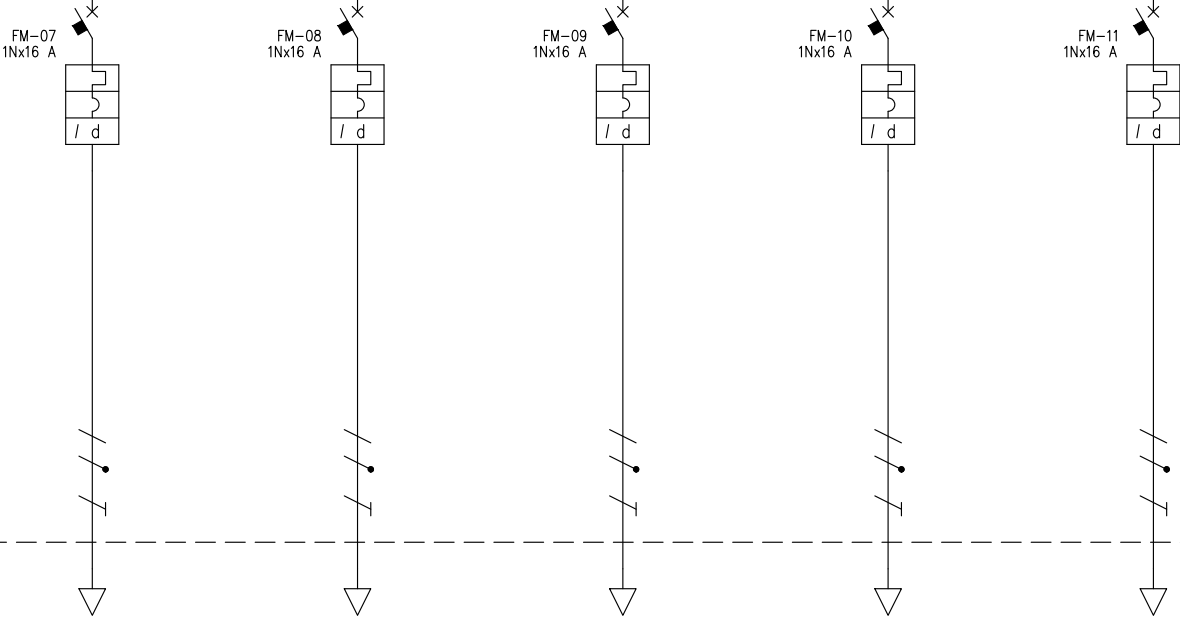 FM-07
1Nx16 A
FM-08
1Nx16 A
FM-09
1Nx16 A
FM-10
1Nx16 A
FM-11
1Nx16 A
I d
I d
I d
I d
I d